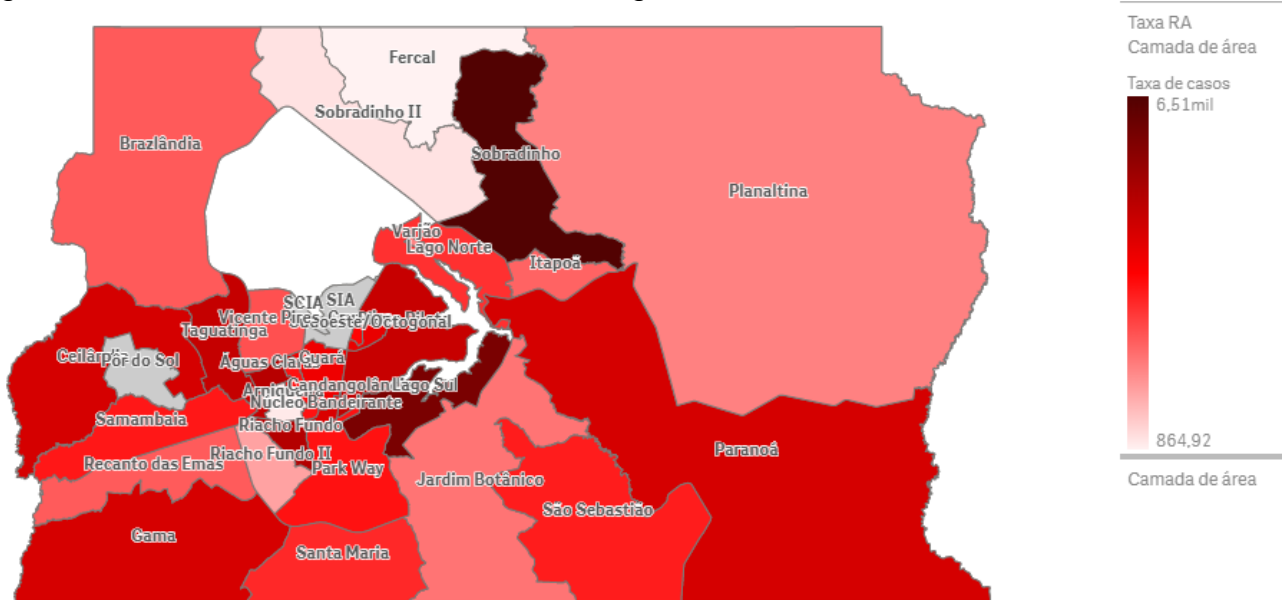 Taxa RA
Camada de área
Taxa de casos
6,51mil
864,92
Camada de área
Fercal
Sobradinho II
Brazlândia
Sobradinho
Planaltina
Varjão
Lago Norte
Itapoã
SCIA SIA
Vicente Pires
/Octogonal
Taguatinga
Guará
Pôr do Sol
Águas
Candangolândia Lago Sul
Núcleo Bandeirante
Samambaia
Riacho Fundo
Riacho Fundo II
Recanto das Emas
Park Way
Paranoá
Jardim Botânico
São Sebastião
Gama
Santa Maria